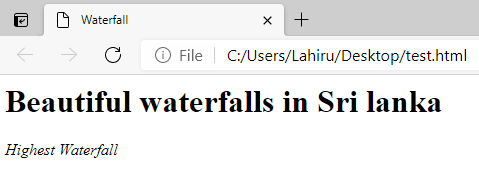 Waterfall
File C:/Users/Lahiru/Desktop/test.html
Beautiful waterfalls in Sri lanka
Highest Waterfall